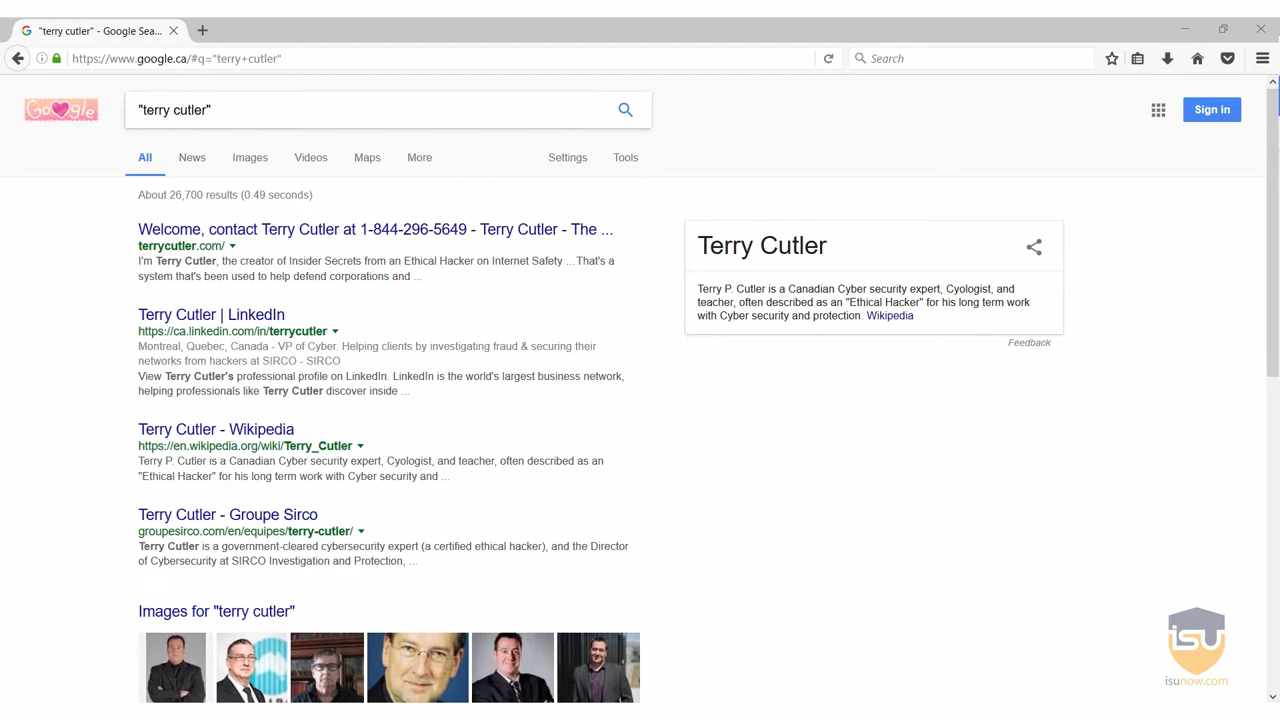 "terry cutler" - Google Sea...
https://www.google.ca/#q="terry+cutler"
Search
Google
"terry cutler"
Sign in
All News Images Videos Maps More Settings Tools
About 26,700 results (0.49 seconds)
Welcome, contact Terry Cutler at 1-844-296-5649 - Terry Cutler - The ...
terrycutler.com/
I'm Terry Cutler, the creator of Insider Secrets from an Ethical Hacker on Internet Safety ...That's a
system that's been used to help defend corporations and ...
Terry Cutler | LinkedIn
https://ca.linkedin.com/in/terrycutler
Montreal, Quebec, Canada - VP of Cyber. Helping clients by investigating fraud & securing their
networks from hackers at SIRCO - SIRCO
View Terry Cutler's professional profile on LinkedIn. LinkedIn is the world's largest business network,
helping professionals like Terry Cutler discover inside ...
Terry Cutler - Wikipedia
https://en.wikipedia.org/wiki/Terry_Cutler
Terry P. Cutler is a Canadian Cyber security expert, Cyologist, and teacher, often described as an
"Ethical Hacker" for his long term work with Cyber security and ...
Terry Cutler - Groupe Sirco
groupesirco.com/en/equipes/terry-cutler/
Terry Cutler is a government-cleared cybersecurity expert (a certified ethical hacker), and the Director
of Cybersecurity at SIRCO Investigation and Protection, ...
Images for "terry cutler"
Terry Cutler
Terry P. Cutler is a Canadian Cyber security expert, Cyologist, and
teacher, often described as an "Ethical Hacker" for his long term work
with Cyber security and protection. Wikipedia
Feedback
isu
isunow.com